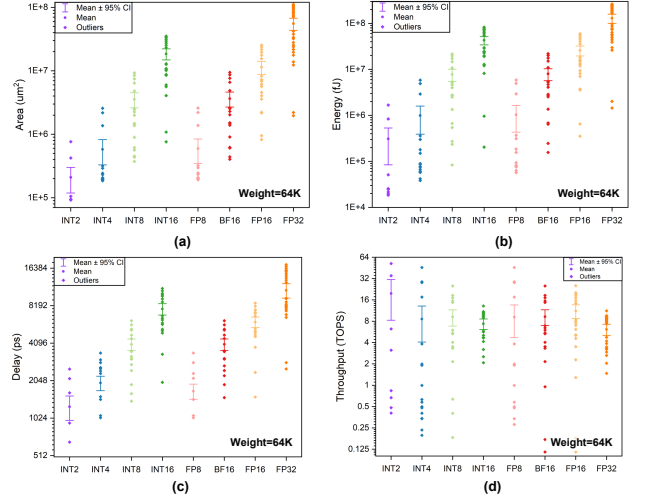 Mean ± 95% CI
Mean
Outliers
1E+8
1E+7
1E+6
1E+5
Area (um²)
Weight=64K
INT2 INT4 INT8 INT16 FP8 BF16 FP16 FP32
(a)
Mean ± 95% CI
Mean
Outliers
1E+8
1E+7
1E+6
1E+5
1E+4
Energy (fJ)
Weight=64K
INT2 INT4 INT8 INT16 FP8 BF16 FP16 FP32
(b)
Mean ± 95% CI
Mean
Outliers
16384
8192
4096
2048
1024
512
Delay (ps)
Weight=64K
INT2 INT4 INT8 INT16 FP8 BF16 FP16 FP32
(c)
Mean ± 95% CI
Mean
Outliers
64
32
16
8
4
2
1
0.5
0.25
0.125
Throughput (TOPS)
Weight=64K
INT2 INT4 INT8 INT16 FP8 BF16 FP16 FP32
(d)